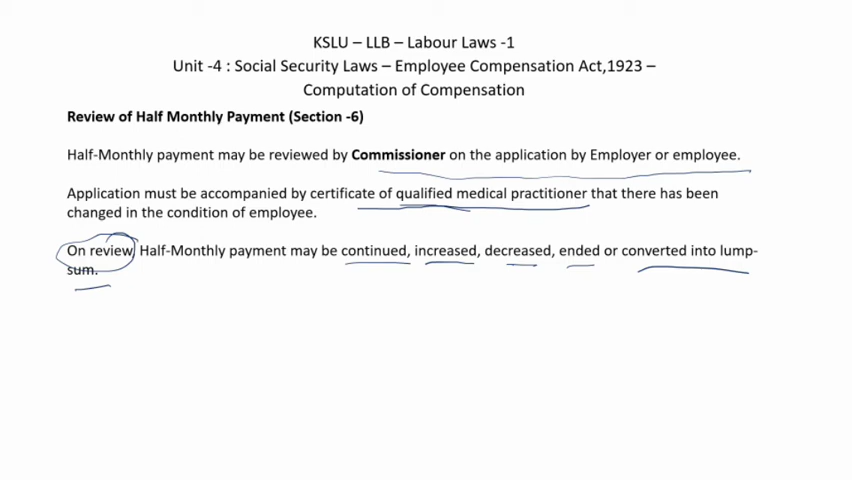 KSLU – LLB – Labour Laws -1
Unit -4 : Social Security Laws – Employee Compensation Act,1923 –
Computation of Compensation
Review of Half Monthly Payment (Section -6)
Half-Monthly payment may be reviewed by Commissioner on the application by Employer or employee.
Application must be accompanied by certificate of qualified medical practitioner that there has been
changed in the condition of employee.
On review Half-Monthly payment may be continued, increased, decreased, ended or converted into lump-
sum.